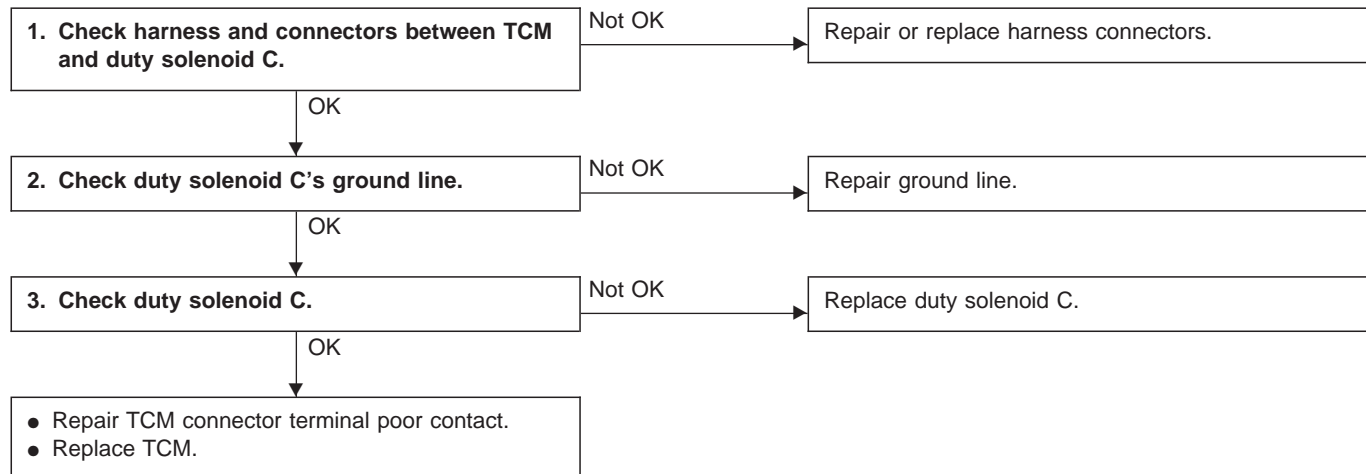 1. Check harness and connectors between TCM
and duty solenoid C.
Not OK
Repair or replace harness connectors.
OK
2. Check duty solenoid C’s ground line.
Not OK
Repair ground line.
OK
3. Check duty solenoid C.
Not OK
Replace duty solenoid C.
OK
● Repair TCM connector terminal poor contact.
● Replace TCM.